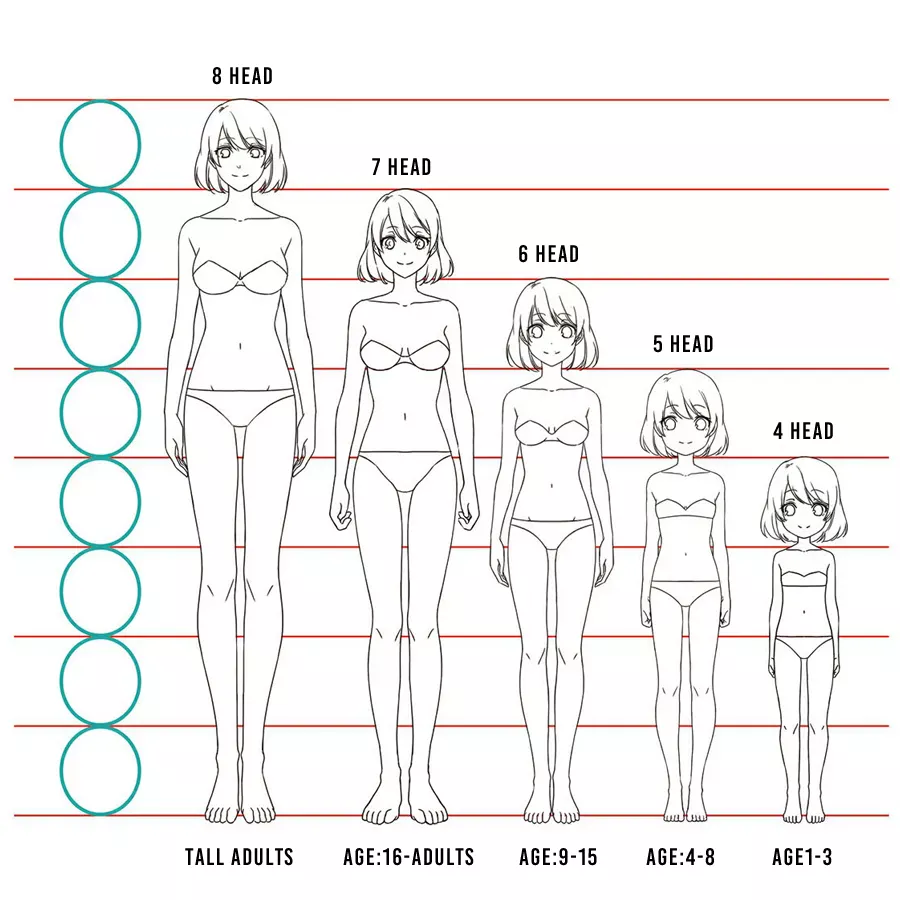 8 HEAD
7 HEAD
6 HEAD
5 HEAD
4 HEAD
TALL ADULTS
AGE:16-ADULTS
AGE:9-15
AGE:4-8
AGE1-3